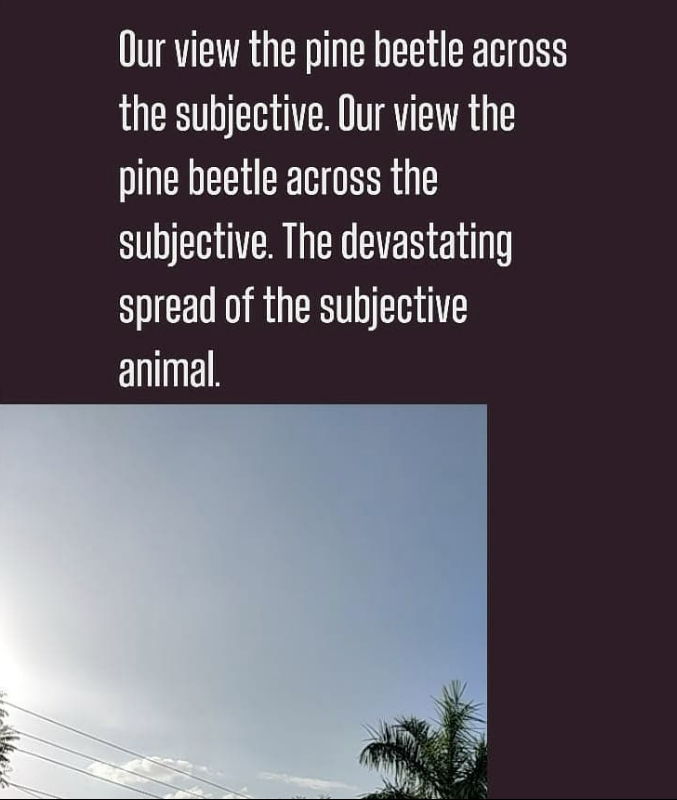 Our view the pine beetle across
the subjective. Our view the
pine beetle across the
subjective. The devastating
spread of the subjective
animal.